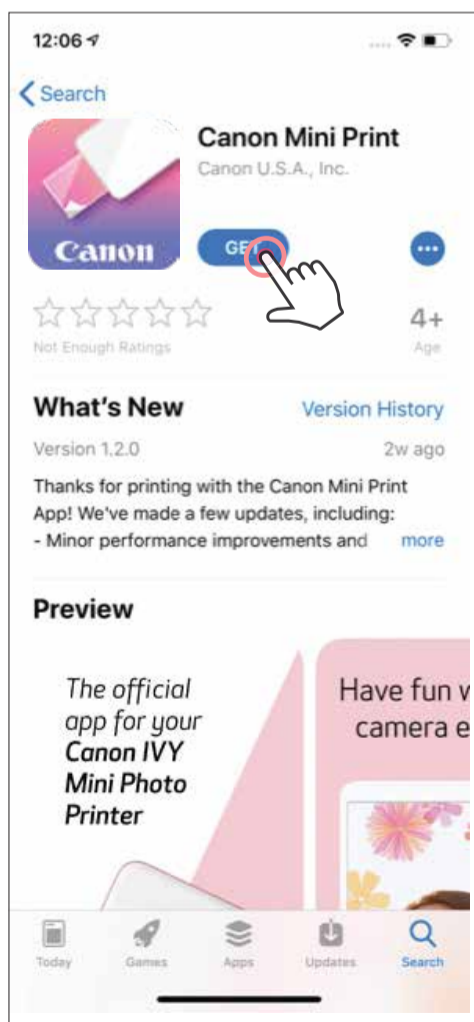 12:06
Search
Canon Mini Print
Canon U.S.A., Inc.
Canon
GET
Not Enough Ratings
4+
Age
What's New
Version History
Version 1.2.0
2w ago
Thanks for printing with the Canon Mini Print
App! We've made a few updates, including:
- Minor performance improvements and more
Preview
The official
app for your
Canon IVY
Mini Photo
Printer
Have fun
camera e
Today
Games
Apps
Updates
Search